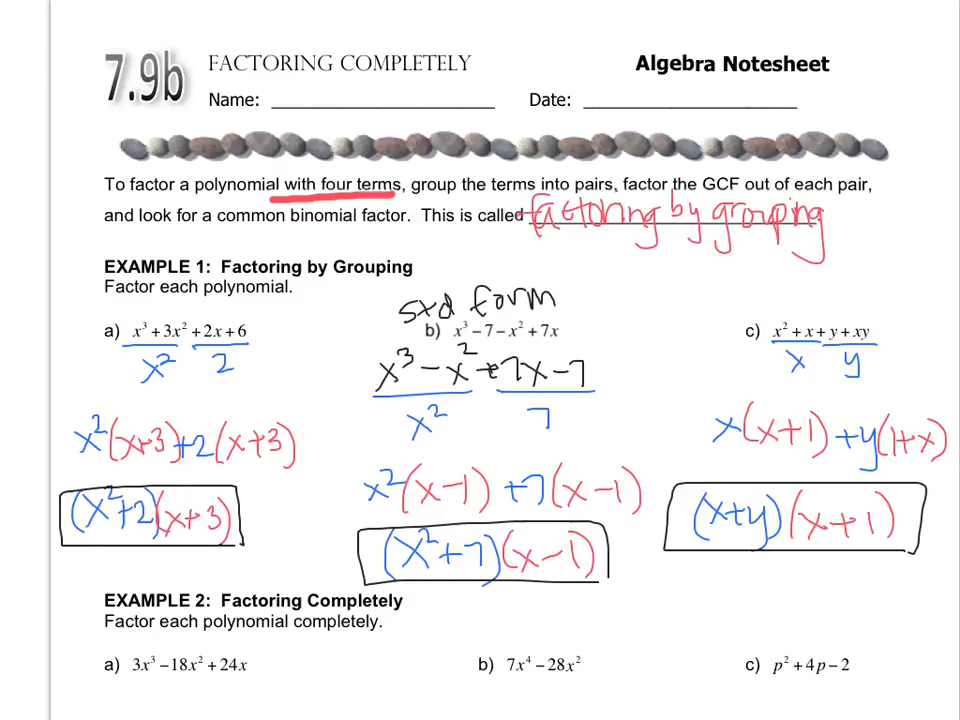 7.9b
FACTORING COMPLETELY
Algebra Notesheet
Name: ____________________ Date: ____________________
To factor a polynomial with four terms, group the terms into pairs, factor the GCF out of each pair,
and look for a common binomial factor. This is called factoring by grouping
EXAMPLE 1: Factoring by Grouping
Factor each polynomial.
std form
a) x³ + 3x² + 2x + 6
b) x³ − 7 − x² + 7x
c) x² + x + y + xy
x² 2
x³ − x² + 7x − 7
x² 7
x y
x²(x+3)+2(x+3)
x²(x−1) +7(x−1)
x(x+1)+y(1+x)
(x²+2)(x+3)
(x²+7)(x−1)
(x+y)(x+1)
EXAMPLE 2: Factoring Completely
Factor each polynomial completely.
a) 3x³ − 18x² + 24x
b) 7x⁴ − 28x²
c) p² + 4p − 2